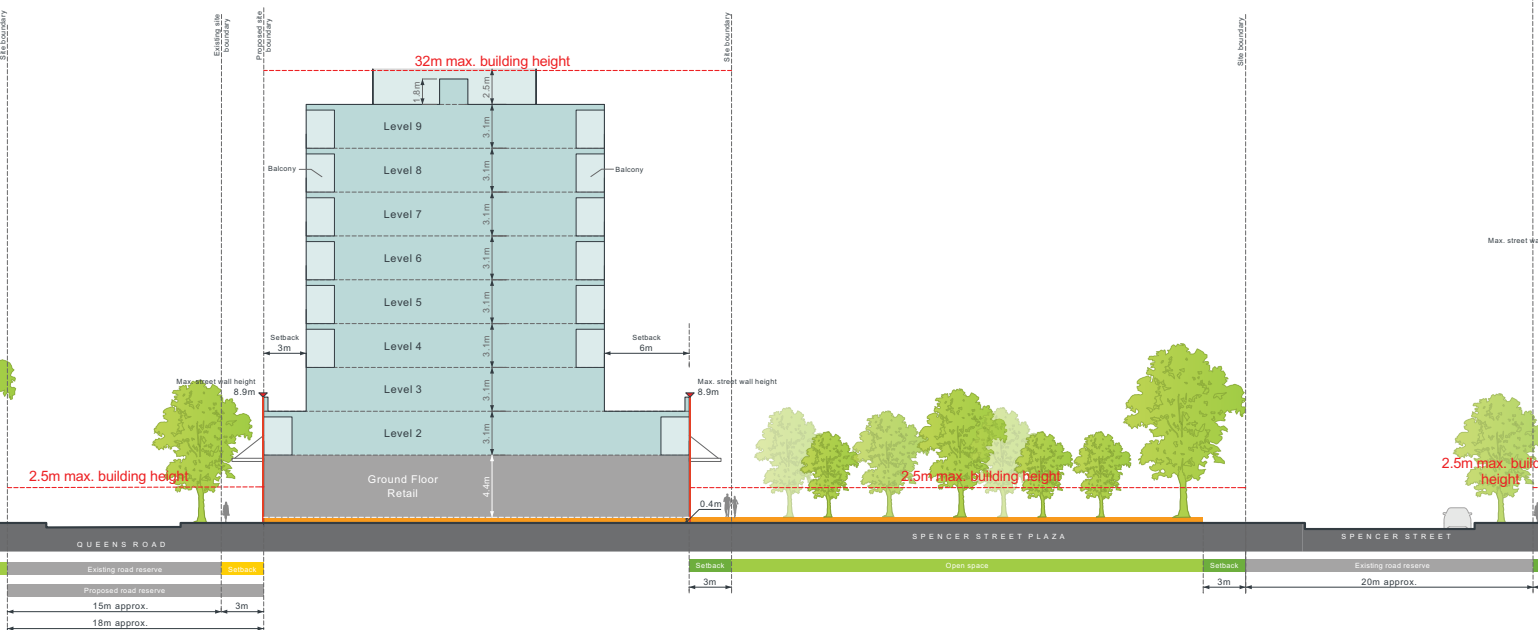 Site boundary
Existing site
boundary
Proposed site
boundary
Site boundary
Site boundary
32m max. building height
1.8m
2.5m
Level 9
3.1m
Balcony
Level 8
3.1m
Balcony
Level 7
3.1m
Max. street wa
Level 6
3.1m
Level 5
3.1m
Setback
3m
Level 4
3.1m
Setback
6m
Max. street wall height
8.9m
Level 3
3.1m
Max. street wall height
8.9m
Level 2
3.1m
2.5m max. building height
Ground Floor
Retail
4.4m
0.4m
2.5m max. building height
2.5m max. build
height
QUEENS ROAD
SPENCER STREET PLAZA
SPENCER STREET
Existing road reserve
Setback
Setback
Open space
Setback
Existing road reserve
Proposed road reserve
15m approx.
3m
3m
3m
20m approx.
18m approx.